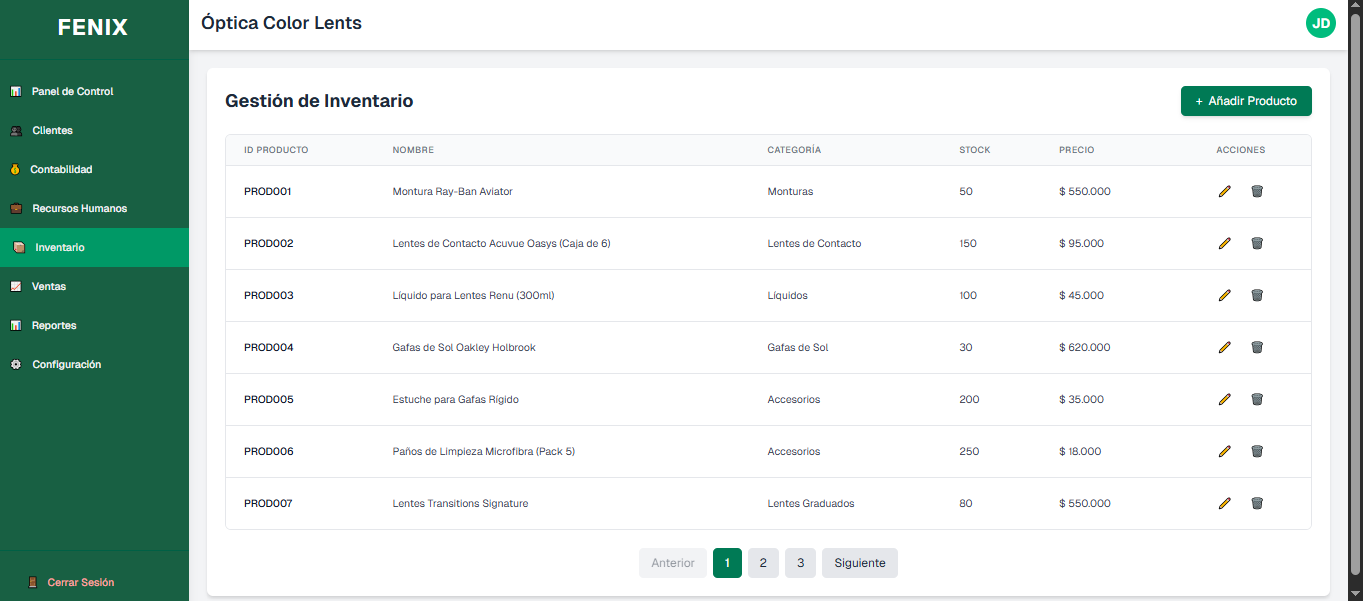 FENIX
Óptica Color Lents
JD
Panel de Control
Clientes
Contabilidad
Recursos Humanos
Inventario
Ventas
Reportes
Configuración
Cerrar Sesión
Gestión de Inventario
+ Añadir Producto
ID PRODUCTO NOMBRE CATEGORÍA STOCK PRECIO ACCIONES
PROD001 Montura Ray-Ban Aviator Monturas 50 $ 550.000
PROD002 Lentes de Contacto Acuvue Oasys (Caja de 6) Lentes de Contacto 150 $ 95.000
PROD003 Líquido para Lentes Renu (300ml) Líquidos 100 $ 45.000
PROD004 Gafas de Sol Oakley Holbrook Gafas de Sol 30 $ 620.000
PROD005 Estuche para Gafas Rígido Accesorios 200 $ 35.000
PROD006 Paños de Limpieza Microfibra (Pack 5) Accesorios 250 $ 18.000
PROD007 Lentes Transitions Signature Lentes Graduados 80 $ 550.000
Anterior 1 2 3 Siguiente